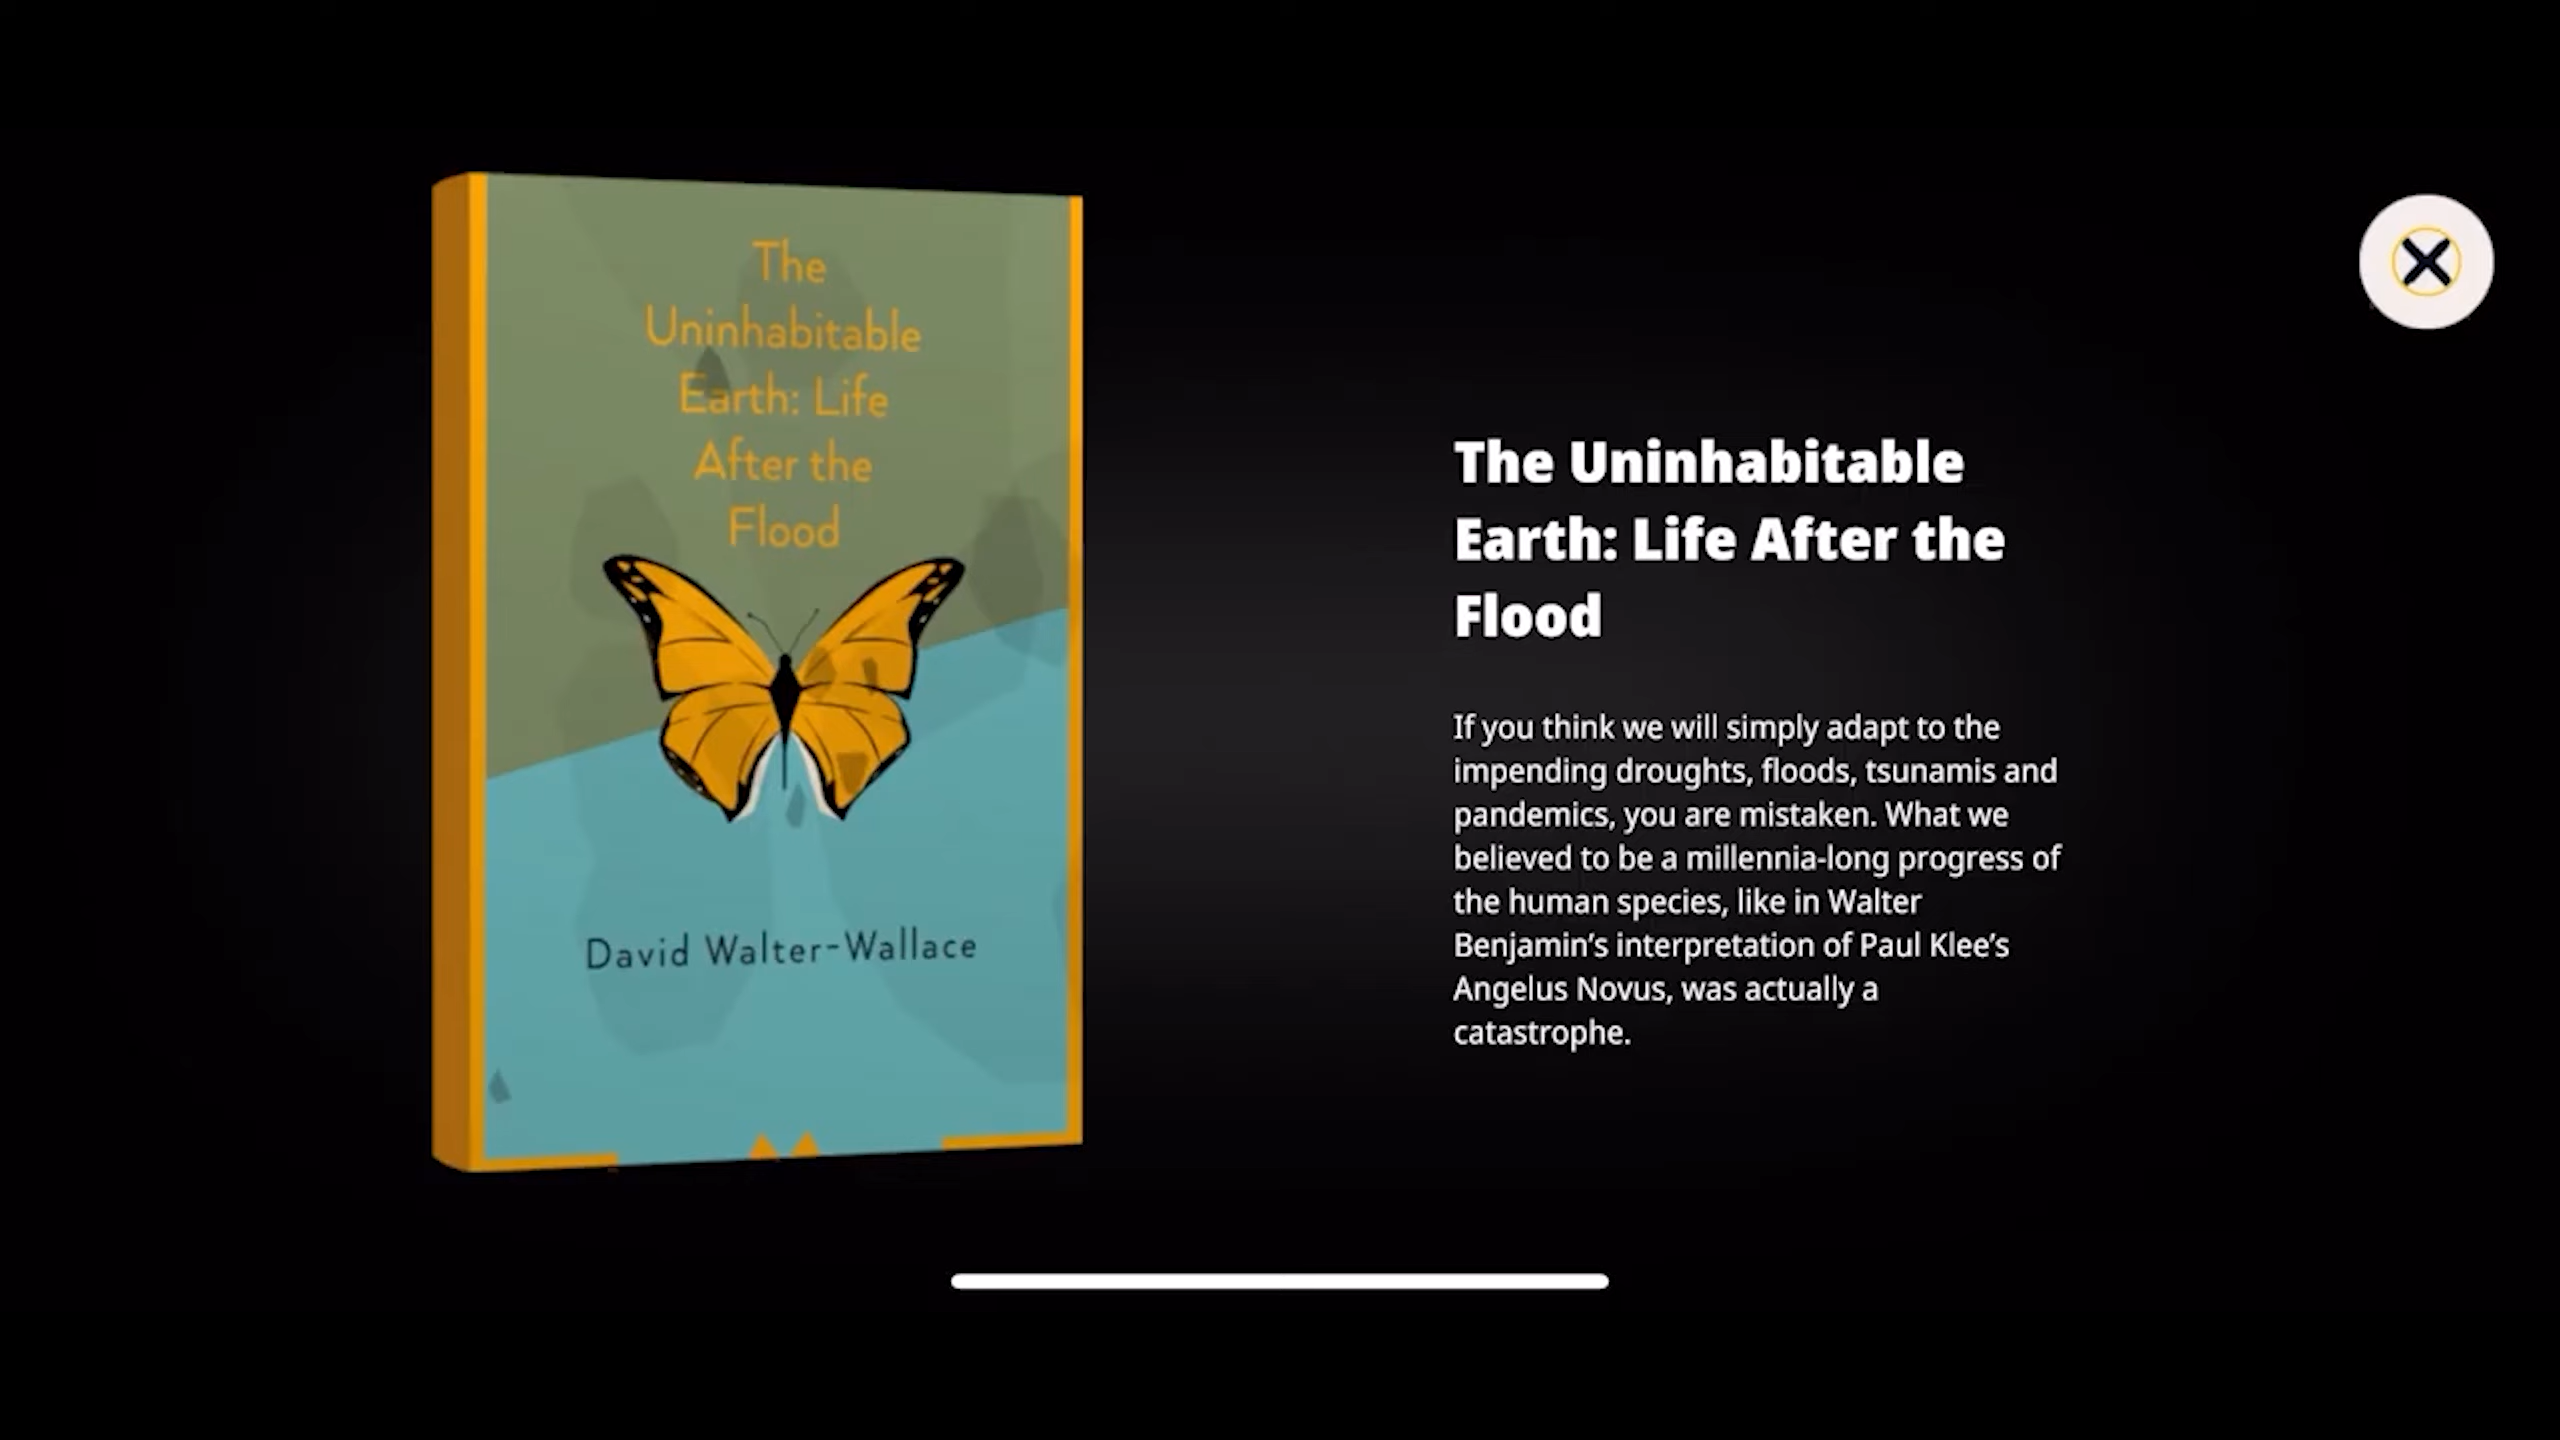 The
Uninhabitable
Earth: Life
After the
Flood
David Walter-Wallace
The Uninhabitable
Earth: Life After the
Flood
If you think we will simply adapt to the
impending droughts, floods, tsunamis and
pandemics, you are mistaken. What we
believed to be a millennia-long progress of
the human species, like in Walter
Benjamin’s interpretation of Paul Klee’s
Angelus Novus, was actually a
catastrophe.